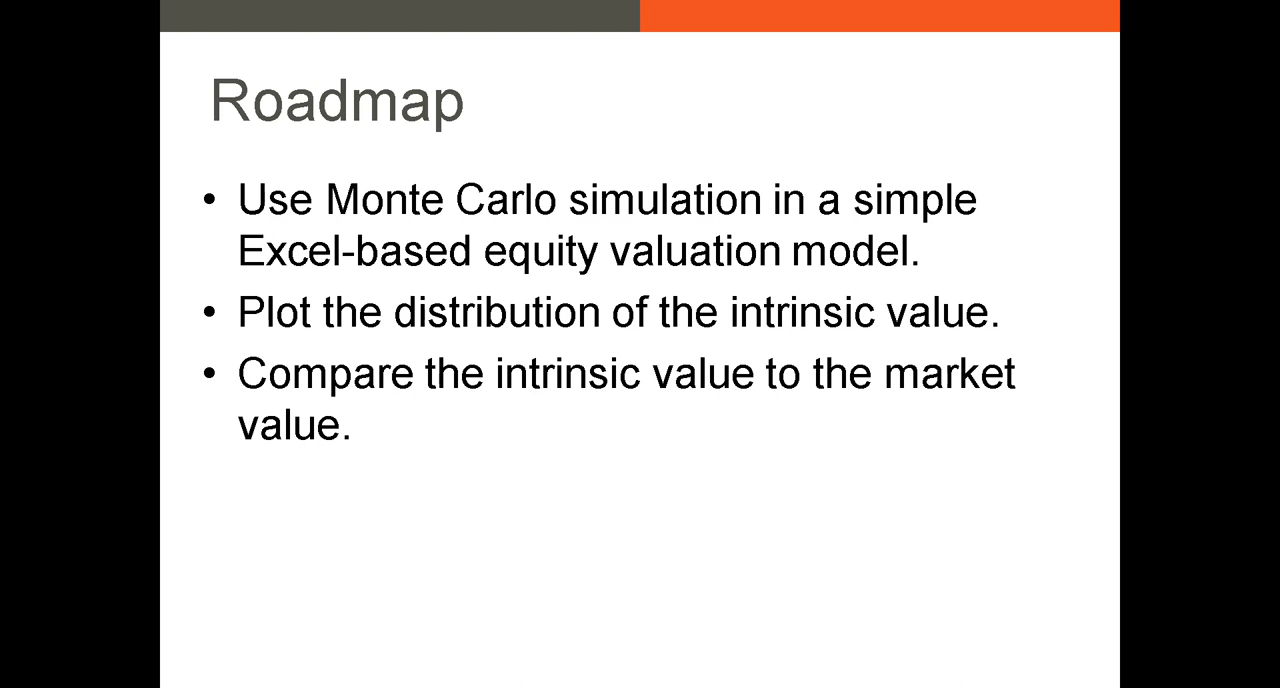 Roadmap
• Use Monte Carlo simulation in a simple
Excel-based equity valuation model.
• Plot the distribution of the intrinsic value.
• Compare the intrinsic value to the market
value.